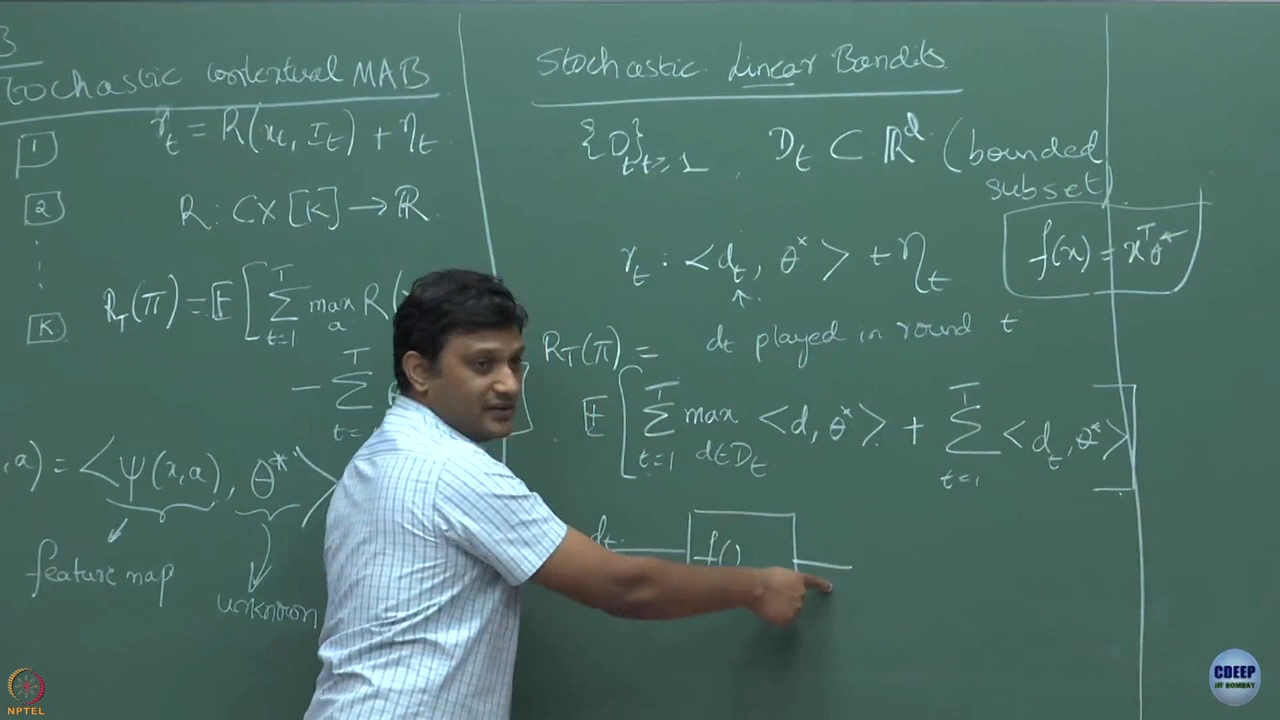 3
Stochastic contextual MAB
1
2
K
r_t = R(x_t, I_t) + η_t
R : C × [K] → ℝ
R_T(π) = 𝔼 [ Σ_{t=1}^{T} max_a R(
- Σ_{t=
,a) = <ψ(x,a), θ*>
feature map
unknown
Stochastic Linear Bandits
{D_t}_{t≥1} , D_t ⊂ ℝ^d (bounded
subset)
f(x) = x^T θ*
r_t : <d_t, θ*> + η_t
d_t played in round t
R_T(π) =
𝔼 [ Σ_{t=1}^{T} max_{d∈D_t} <d, θ*> + Σ_{t=1}^{T} <d_t, θ*> ]
d_t
f()
NPTEL
CDEEP
IIT BOMBAY